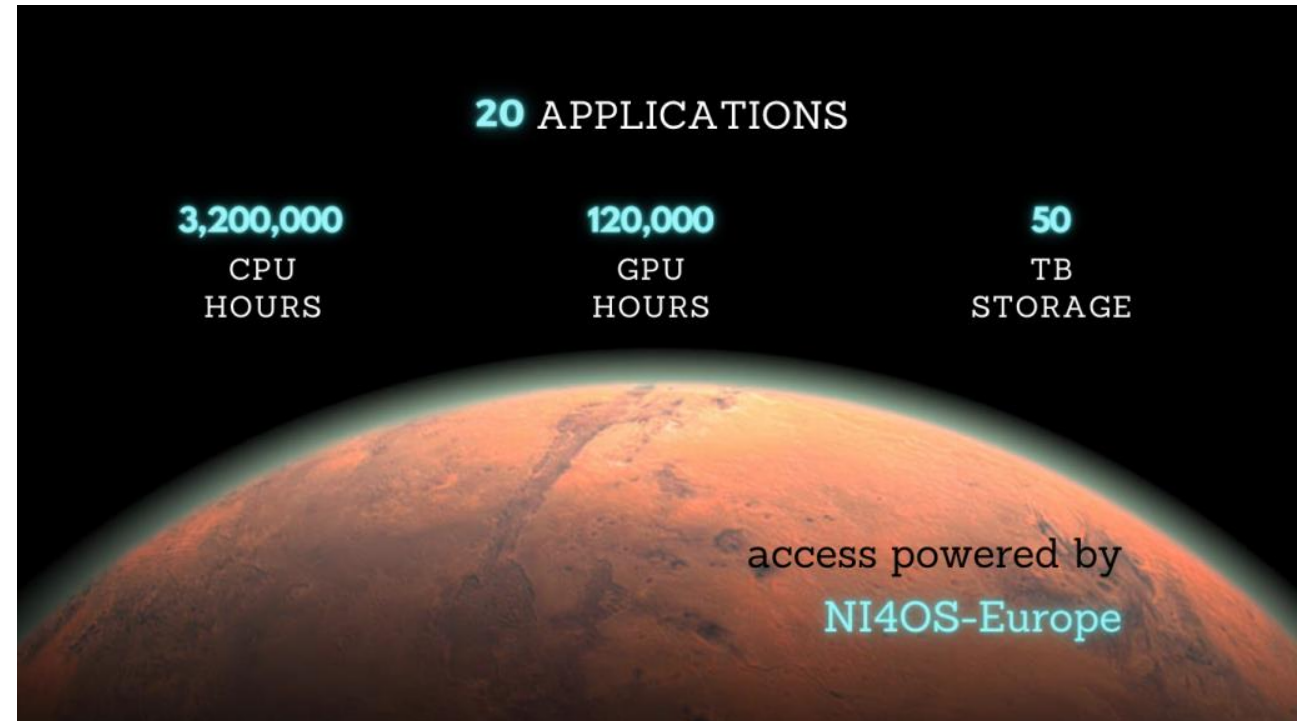 20 APPLICATIONS
3,200,000
CPU
HOURS
120,000
GPU
HOURS
50
TB
STORAGE
access powered by
NI4OS-Europe